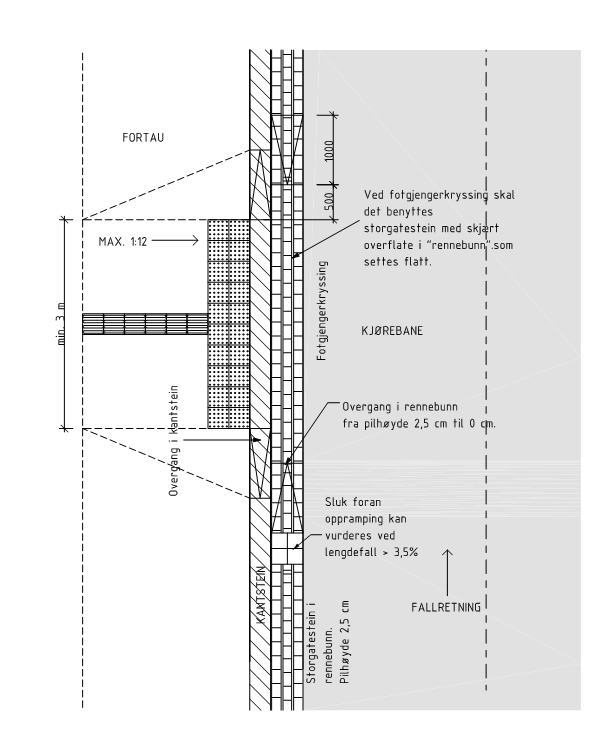 FORTAU
1000
500
MAX. 1:12
min. 3 m
Ved fotgjengerkryssing skal
det benyttes
storgatestein med skjært
overflate i "rennebunn".som
settes flatt.
Fotgjengerkryssing
KJØREBANE
Overgang i kantstein
Overgang i rennebunn
fra pilhøyde 2,5 cm til 0 cm.
Sluk foran
oppramping kan
vurderes ved
lengdefall > 3,5%
KANTSTEIN
Storgatestein i
rennebunn.
Pilhøyde 2,5 cm
FALLRETNING